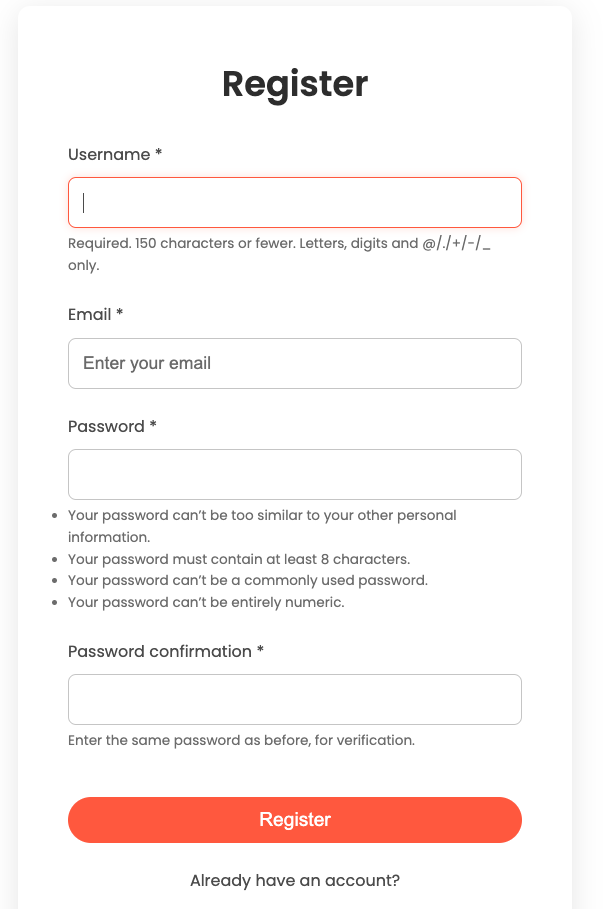 Register
Username *
Required. 150 characters or fewer. Letters, digits and @/./+/-/_
only.
Email *
Enter your email
Password *
• Your password can’t be too similar to your other personal
information.
• Your password must contain at least 8 characters.
• Your password can’t be a commonly used password.
• Your password can’t be entirely numeric.
Password confirmation *
Enter the same password as before, for verification.
Register
Already have an account?